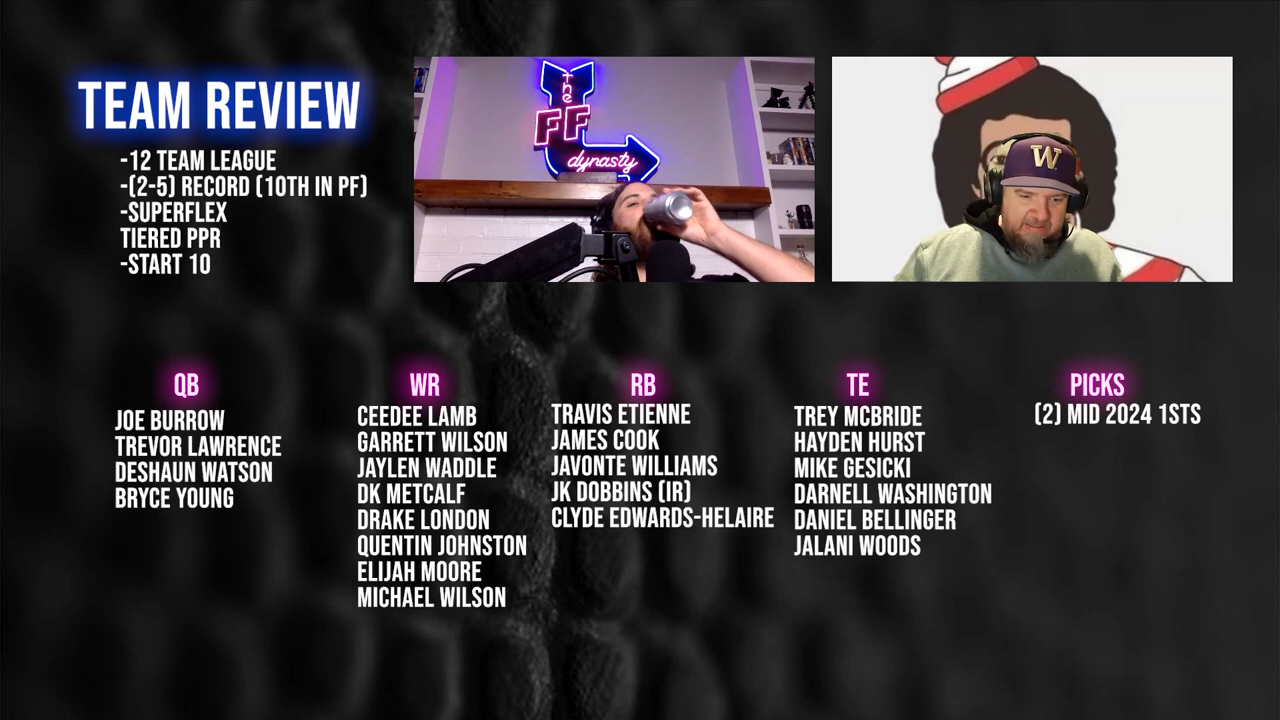 TEAM REVIEW
-12 TEAM LEAGUE
-(2-5) RECORD (10TH IN PF)
-SUPERFLEX
TIERED PPR
-START 10
The
FF
dynasty
W
QB
JOE BURROW
TREVOR LAWRENCE
DESHAUN WATSON
BRYCE YOUNG
WR
CEEDEE LAMB
GARRETT WILSON
JAYLEN WADDLE
DK METCALF
DRAKE LONDON
QUENTIN JOHNSTON
ELIJAH MOORE
MICHAEL WILSON
RB
TRAVIS ETIENNE
JAMES COOK
JAVONTE WILLIAMS
JK DOBBINS (IR)
CLYDE EDWARDS-HELAIRE
TE
TREY MCBRIDE
HAYDEN HURST
MIKE GESICKI
DARNELL WASHINGTON
DANIEL BELLINGER
JALANI WOODS
PICKS
(2) MID 2024 1STS